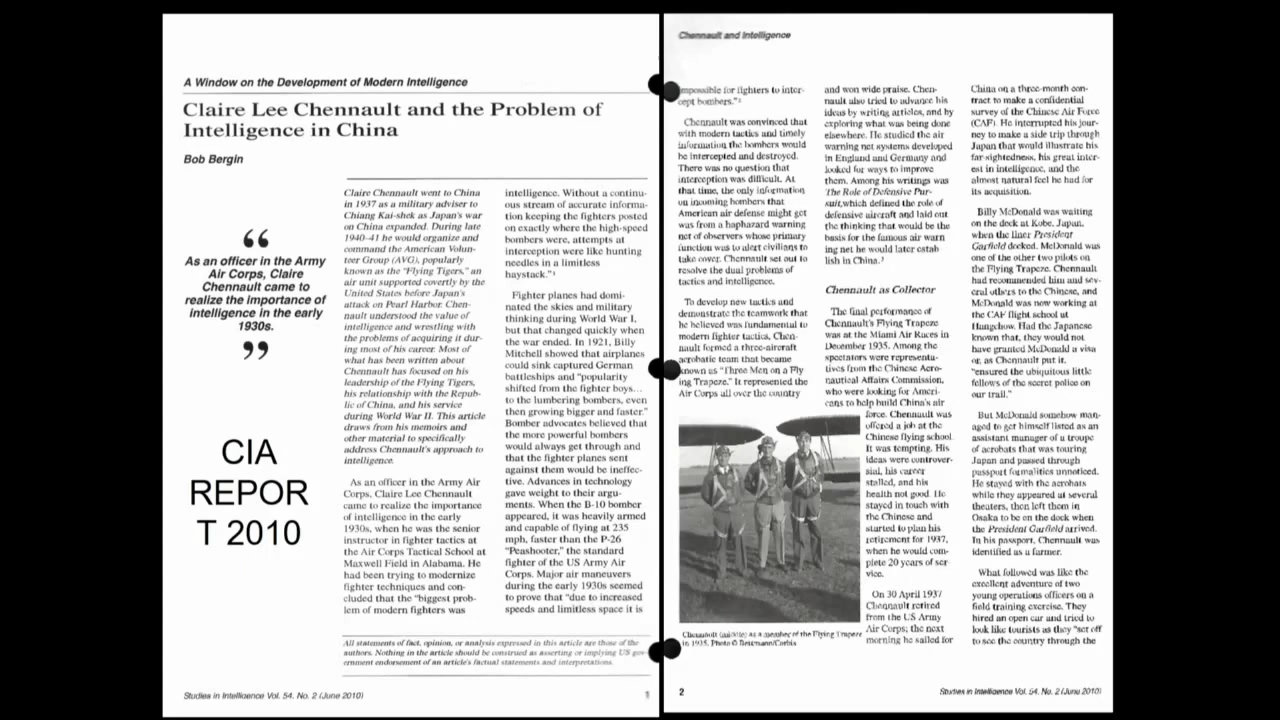 A Window on the Development of Modern Intelligence
Claire Lee Chennault and the Problem of
Intelligence in China
Bob Bergin
“
As an officer in the Army
Air Corps, Claire
Chennault came to
realize the importance of
intelligence in the early
1930s.
”
CIA
REPOR
T 2010
Claire Chennault went to China
in 1937 as a military adviser to
Chiang Kai-shek as Japan's war
on China expanded. During late
1940–41 he would organize and
command the American Volun-
teer Group (AVG), popularly
known as the “Flying Tigers,” an
air unit supported covertly by the
United States before Japan's
attack on Pearl Harbor. Chen-
nault understood the value of
intelligence and wrestling with
the problems of acquiring it dur-
ing most of his career. Most of
what has been written about
Chennault has focused on his
leadership of the Flying Tigers,
his relationship with the Repub-
lic of China, and his service
during World War II. This article
draws from his memoirs and
other material to specifically
address Chennault's approach to
intelligence.
As an officer in the Army Air
Corps, Claire Lee Chennault
came to realize the importance
of intelligence in the early
1930s, when he was the senior
instructor in fighter tactics at
the Air Corps Tactical School at
Maxwell Field in Alabama. He
had been trying to modernize
fighter techniques and con-
cluded that the “biggest prob-
lem of modern fighters was
intelligence. Without a continu-
ous stream of accurate informa-
tion keeping the fighters posted
on exactly where the high-speed
bombers were, attempts at
interception were like hunting
needles in a limitless
haystack.”1
Fighter planes had domi-
nated the skies and military
thinking during World War I,
but that changed quickly when
the war ended. In 1921, Billy
Mitchell showed that airplanes
could sink captured German
battleships and “popularity
shifted from the fighter boys…
to the lumbering bombers, even
then growing bigger and faster.”
Bomber advocates believed that
the more powerful bombers
would always get through and
that the fighter planes sent
against them would be ineffec-
tive. Advances in technology
gave weight to their argu-
ments. When the B-10 bomber
appeared, it was heavily armed
and capable of flying at 235
mph, faster than the P-26
“Peashooter,” the standard
fighter of the US Army Air
Corps. Major air maneuvers
during the early 1930s seemed
to prove that “due to increased
speeds and limitless space it is
All statements of fact, opinion, or analysis expressed in this article are those of the
authors. Nothing in the article should be construed as asserting or implying US gov-
ernment endorsement of an article's factual statements and interpretations.
Studies in Intelligence Vol. 54, No. 2 (June 2010)
1
Chennault and Intelligence
impossible for fighters to inter-
cept bombers.”2
Chennault was convinced that
with modern tactics and timely
information the bombers would
be intercepted and destroyed.
There was no question that
interception was difficult. At
that time, the only information
on incoming bombers that
American air defense might get
was from a haphazard warning
net of observers whose primary
function was to alert civilians to
take cover. Chennault set out to
resolve the dual problems of
tactics and intelligence.
To develop new tactics and
demonstrate the teamwork that
he believed was fundamental to
modern fighter tactics, Chen-
nault formed a three-aircraft
acrobatic team that became
known as “Three Men on a Fly
ing Trapeze.” It represented the
Air Corps all over the country
Chennault (middle) as a member of the Flying Trapeze
in 1935. Photo © Bettmann/Corbis
and won wide praise. Chen-
nault also tried to advance his
ideas by writing articles, and by
exploring what was being done
elsewhere. He studied the air
warning net systems developed
in England and Germany and
looked for ways to improve
them. Among his writings was
The Role of Defensive Pur-
suit, which defined the role of
defensive aircraft and laid out
the thinking that would be the
basis for the famous air warn
ing net he would later estab
lish in China.3
Chennault as Collector
The final performance of
Chennault's Flying Trapeze
was at the Miami Air Races in
December 1935. Among the
spectators were representa-
tives from the Chinese Aero-
nautical Affairs Commission,
who were looking for Ameri-
cans to help build China's air
force. Chennault was
offered a job at the
Chinese flying school.
It was tempting. His
ideas were controver-
sial, his career
stalled, and his
health not good. He
stayed in touch with
the Chinese and
started to plan his
retirement for 1937,
when he would com-
plete 20 years of ser
vice.
On 30 April 1937
Chennault retired
from the US Army
Air Corps; the next
morning he sailed for
China on a three-month con-
tract to make a confidential
survey of the Chinese Air Force
(CAF). He interrupted his jour-
ney to make a side trip through
Japan that would illustrate his
far-sightedness, his great inter-
est in intelligence, and the
almost natural feel he had for
its acquisition.
Billy McDonald was waiting
on the dock at Kobe, Japan,
when the liner President
Garfield docked. McDonald was
one of the other two pilots on
the Flying Trapeze. Chennault
had recommended him and sev-
eral others to the Chinese, and
McDonald was now working at
the CAF flight school at
Hangchow. Had the Japanese
known that, they would not
have granted McDonald a visa
or, as Chennault put it,
“ensured the ubiquitous little
fellows of the secret police on
our trail.”
But McDonald somehow man-
aged to get himself listed as an
assistant manager of a troupe
of acrobats that was touring
Japan and passed through
passport formalities unnoticed.
He stayed with the acrobats
while they appeared at several
theaters, then left them in
Osaka to be on the dock when
the President Garfield arrived.
In his passport, Chennault was
identified as a farmer.
What followed was like the
excellent adventure of two
young operations officers on a
field training exercise. They
hired an open car and tried to
look like tourists as they “set off
to see the country through the
2
Studies in Intelligence Vol. 54, No. 2 (June 2010)